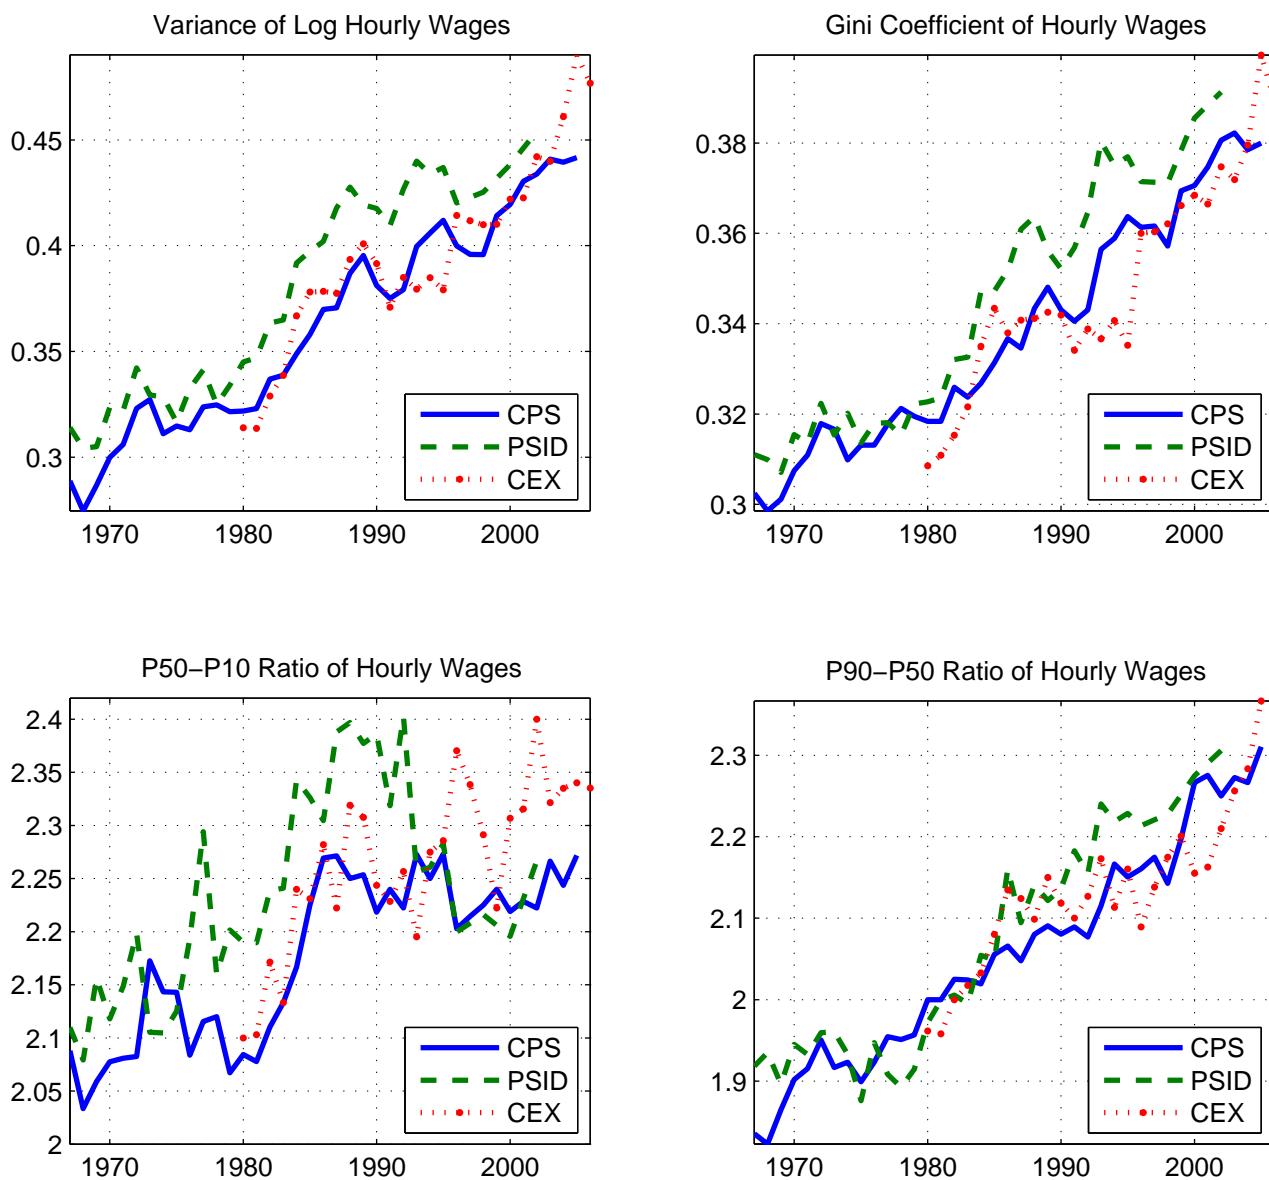 Variance of Log Hourly Wages
0.45
0.4
0.35
0.3
1970 1980 1990 2000
CPS
PSID
CEX
Gini Coefficient of Hourly Wages
0.38
0.36
0.34
0.32
0.3
1970 1980 1990 2000
CPS
PSID
CEX
P50−P10 Ratio of Hourly Wages
2.4
2.35
2.3
2.25
2.2
2.15
2.1
2.05
2
1970 1980 1990 2000
CPS
PSID
CEX
P90−P50 Ratio of Hourly Wages
2.3
2.2
2.1
2
1.9
1970 1980 1990 2000
CPS
PSID
CEX